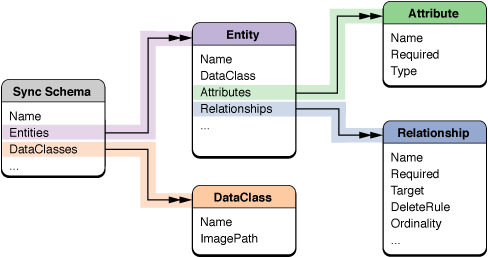 Sync Schema
Name
Entities
DataClasses
...
Entity
Name
DataClass
Attributes
Relationships
...
DataClass
Name
ImagePath
Attribute
Name
Required
Type
Relationship
Name
Required
Target
DeleteRule
Ordinality
...